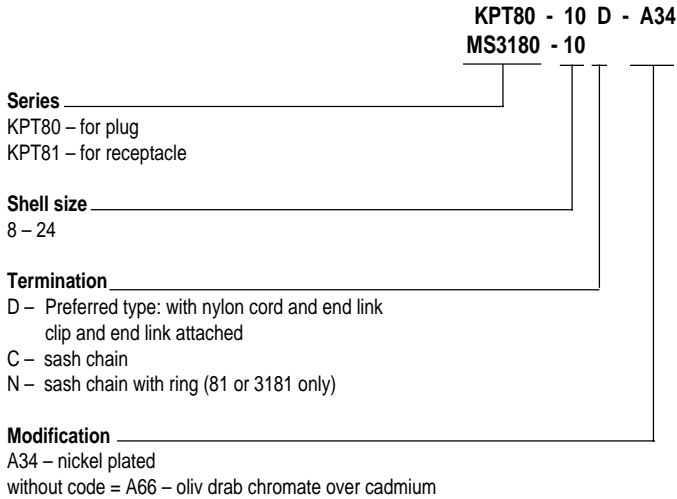 KPT80 - 10 D - A34
MS3180 - 10
Series
KPT80 – for plug
KPT81 – for receptacle
Shell size
8 – 24
Termination
D – Preferred type: with nylon cord and end link
clip and end link attached
C – sash chain
N – sash chain with ring (81 or 3181 only)
Modification
A34 – nickel plated
without code = A66 – oliv drab chromate over cadmium